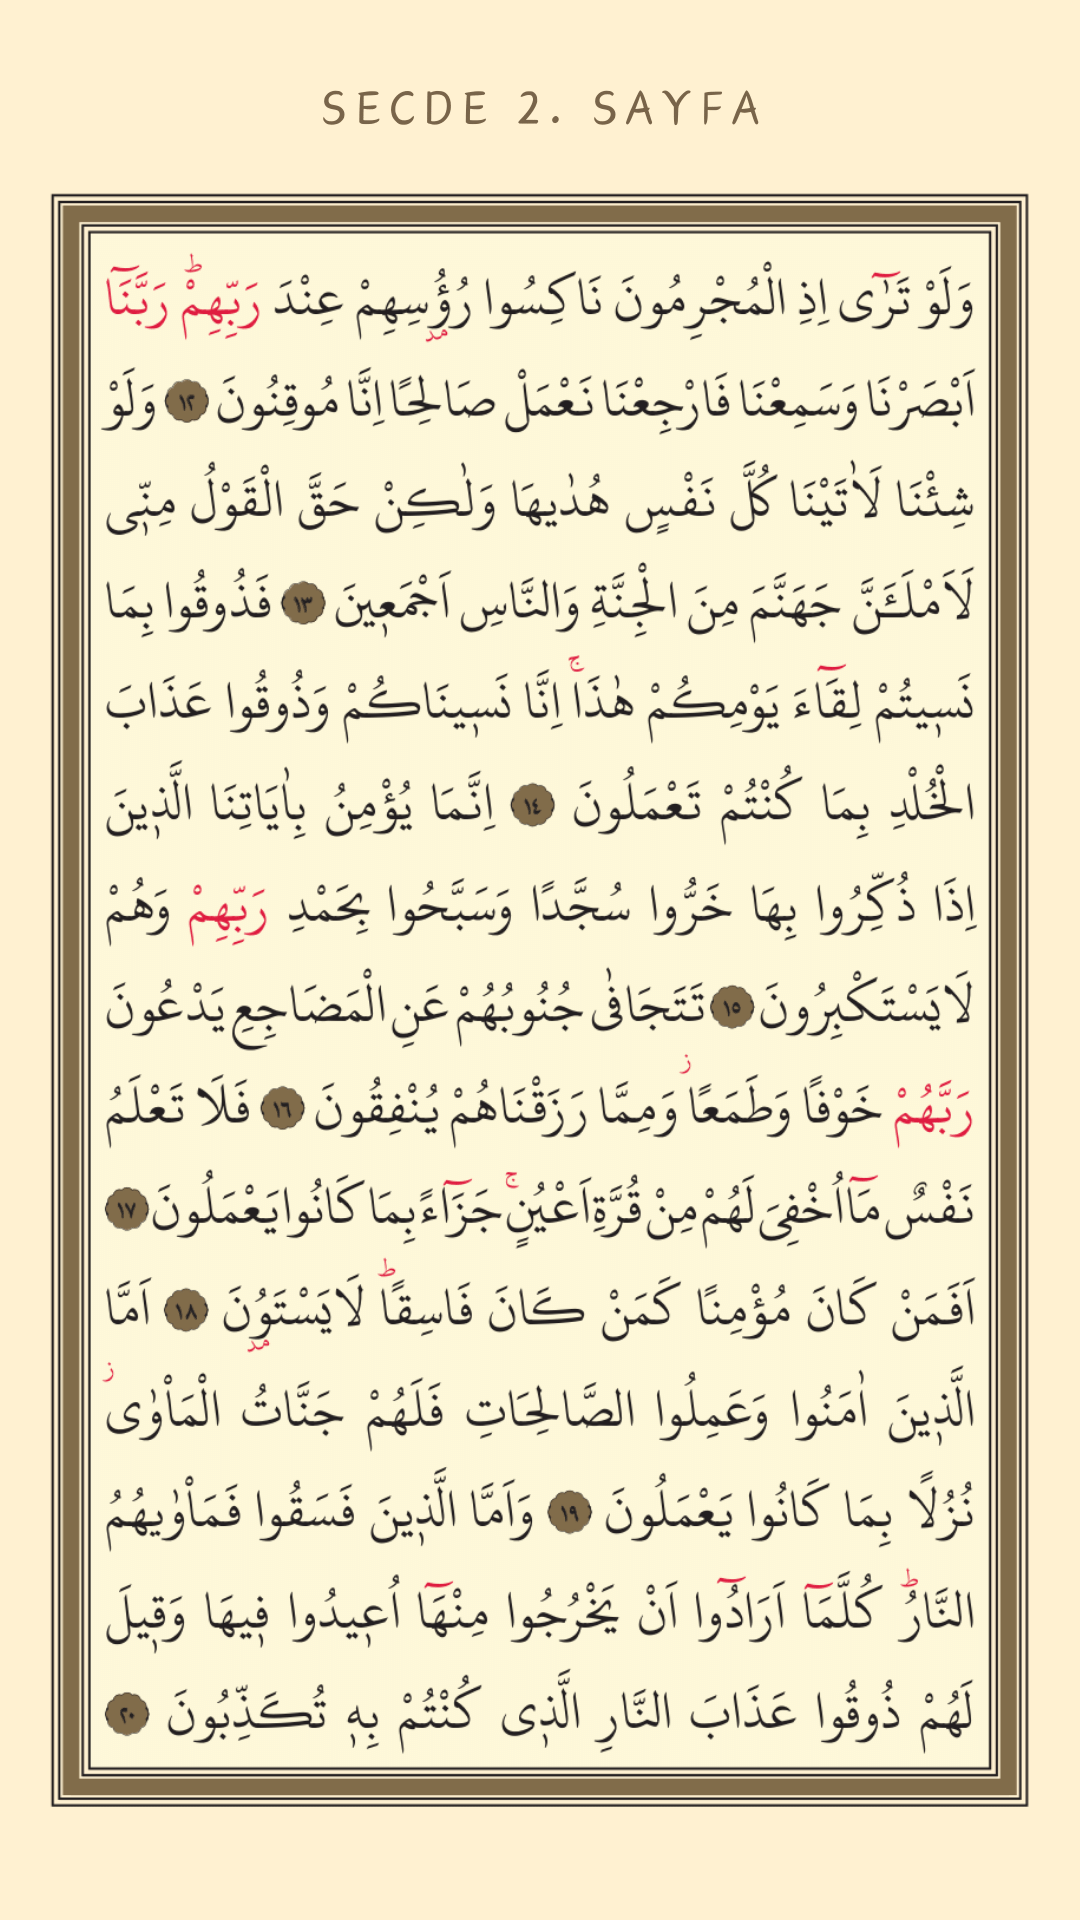 SECDE 2. SAYFA
وَلَوْ تَرٰٓى اِذِ الْمُجْرِمُونَ نَاكِسُوا رُؤُ۫سِهِمْ عِنْدَ رَبِّهِمْۜ رَبَّنَٓا
اَبْصَرْنَا وَسَمِعْنَا فَارْجِعْنَا نَعْمَلْ صَالِحًا اِنَّا مُوقِنُونَ ﴿١٢﴾ وَلَوْ
شِئْنَا لَاٰتَيْنَا كُلَّ نَفْسٍ هُدٰيهَا وَلٰكِنْ حَقَّ الْقَوْلُ مِنّ۪ى
لَاَمْلَـَٔنَّ جَهَنَّمَ مِنَ الْجِنَّةِ وَالنَّاسِ اَجْمَع۪ينَ ﴿١٣﴾ فَذُوقُوا بِمَا
نَس۪يتُمْ لِقَٓاءَ يَوْمِكُمْ هٰذَاۚ اِنَّا نَس۪ينَاكُمْ وَذُوقُوا عَذَابَ
الْخُلْدِ بِمَا كُنْتُمْ تَعْمَلُونَ ﴿١٤﴾ اِنَّمَا يُؤْمِنُ بِاٰيَاتِنَا الَّذ۪ينَ
اِذَا ذُكِّرُوا بِهَا خَرُّوا سُجَّدًا وَسَبَّحُوا بِحَمْدِ رَبِّهِمْ وَهُمْ
لَا يَسْتَكْبِرُونَ ﴿١٥﴾ تَتَجَافٰى جُنُوبُهُمْ عَنِ الْمَضَاجِعِ يَدْعُونَ
رَبَّهُمْ خَوْفًا وَطَمَعًاۘ وَمِمَّا رَزَقْنَاهُمْ يُنْفِقُونَ ﴿١٦﴾ فَلَا تَعْلَمُ
نَفْسٌ مَٓا اُخْفِىَ لَهُمْ مِنْ قُرَّةِ اَعْيُنٍۚ جَزَٓاءً بِمَا كَانُوا يَعْمَلُونَ ﴿١٧﴾
اَفَمَنْ كَانَ مُؤْمِنًا كَمَنْ كَانَ فَاسِقًاۜ لَا يَسْتَوُ۫نَ ﴿١٨﴾ اَمَّا
الَّذ۪ينَ اٰمَنُوا وَعَمِلُوا الصَّالِحَاتِ فَلَهُمْ جَنَّاتُ الْمَاْوٰىۘ
نُزُلًا بِمَا كَانُوا يَعْمَلُونَ ﴿١٩﴾ وَاَمَّا الَّذ۪ينَ فَسَقُوا فَمَاْوٰيهُمُ
النَّارُۜ كُلَّمَٓا اَرَادُٓوا اَنْ يَخْرُجُوا مِنْهَٓا اُع۪يدُوا ف۪يهَا وَق۪يلَ
لَهُمْ ذُوقُوا عَذَابَ النَّارِ الَّذ۪ى كُنْتُمْ بِه۪ تُكَذِّبُونَ ﴿٢٠﴾